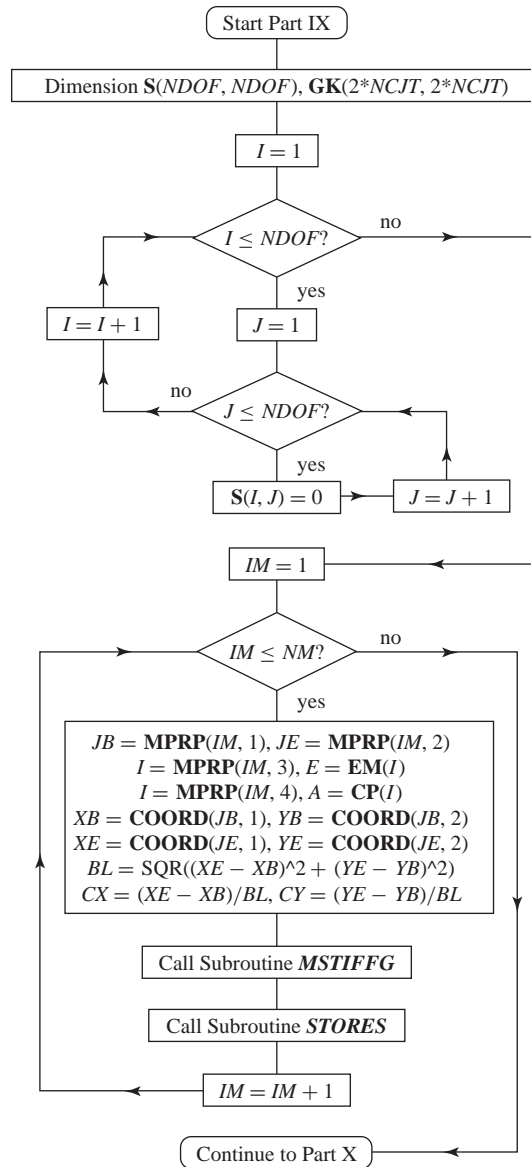 Start Part IX
Dimension S(NDOF, NDOF), GK(2*NCJT, 2*NCJT)
I = 1
I ≤ NDOF?
no
yes
I = I + 1
J = 1
no
J ≤ NDOF?
yes
S(I, J) = 0
J = J + 1
IM = 1
IM ≤ NM?
no
yes
JB = MPRP(IM, 1), JE = MPRP(IM, 2)
I = MPRP(IM, 3), E = EM(I)
I = MPRP(IM, 4), A = CP(I)
XB = COORD(JB, 1), YB = COORD(JB, 2)
XE = COORD(JE, 1), YE = COORD(JE, 2)
BL = SQR((XE − XB)^2 + (YE − YB)^2)
CX = (XE − XB)/BL, CY = (YE − YB)/BL
Call Subroutine MSTIFFG
Call Subroutine STORES
IM = IM + 1
Continue to Part X